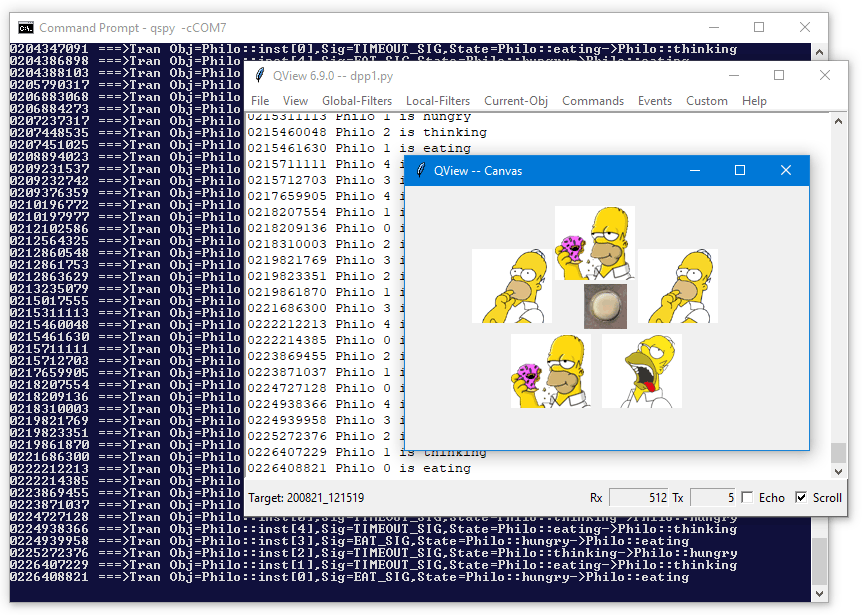 Command Prompt - qspy -cCOM7
0204347091 ===>Tran Obj=Philo::inst[0],Sig=TIMEOUT_SIG,State=Philo::eating->Philo::thinking
0204386898 ===>Tran Obj=Philo::inst[4],Sig=EAT_SIG,State=Philo::hungry->Philo::eating
0204388103 ===>Tran Obj=Philo
0205790317 ===>Tran Obj=Philo
0206883068 ===>Tran Obj=Philo
0206884273 ===>Tran Obj=Philo
0207237317 ===>Tran Obj=Philo
0207448535 ===>Tran Obj=Philo
0207451025 ===>Tran Obj=Philo
0208894023 ===>Tran Obj=Philo
0209231537 ===>Tran Obj=Philo
0209232742 ===>Tran Obj=Philo
0209376359 ===>Tran Obj=Philo
0210196772 ===>Tran Obj=Philo
0210197977 ===>Tran Obj=Philo
0212102586 ===>Tran Obj=Philo
0212564325 ===>Tran Obj=Philo
0212860548 ===>Tran Obj=Philo
0212861753 ===>Tran Obj=Philo
0212863629 ===>Tran Obj=Philo
0213235079 ===>Tran Obj=Philo
0215017555 ===>Tran Obj=Philo
0215311113 ===>Tran Obj=Philo
0215460048 ===>Tran Obj=Philo
0215461630 ===>Tran Obj=Philo
0215711111 ===>Tran Obj=Philo
0215712703 ===>Tran Obj=Philo
0217659905 ===>Tran Obj=Philo
0218207554 ===>Tran Obj=Philo
0218209136 ===>Tran Obj=Philo
0218310003 ===>Tran Obj=Philo
0219821769 ===>Tran Obj=Philo
0219823351 ===>Tran Obj=Philo
0219861870 ===>Tran Obj=Philo
0221686300 ===>Tran Obj=Philo
0222212213 ===>Tran Obj=Philo
0222214385 ===>Tran Obj=Philo
0223869455 ===>Tran Obj=Philo
0223871037 ===>Tran Obj=Philo
0224727128 ===>Tran Obj=Philo::inst[0],Sig=TIMEOUT_SIG,State=Philo::thinking->Philo::hungry
0224938366 ===>Tran Obj=Philo::inst[4],Sig=TIMEOUT_SIG,State=Philo::eating->Philo::thinking
0224939958 ===>Tran Obj=Philo::inst[3],Sig=EAT_SIG,State=Philo::hungry->Philo::eating
0225272376 ===>Tran Obj=Philo::inst[2],Sig=TIMEOUT_SIG,State=Philo::thinking->Philo::hungry
0226407229 ===>Tran Obj=Philo::inst[1],Sig=TIMEOUT_SIG,State=Philo::eating->Philo::thinking
0226408821 ===>Tran Obj=Philo::inst[0],Sig=EAT_SIG,State=Philo::hungry->Philo::eating
QView 6.9.0 -- dpp1.py
File View Global-Filters Local-Filters Current-Obj Commands Events Custom Help
0215311113 Philo 1 is hungry
0215460048 Philo 2 is thinking
0215461630 Philo 1 is eating
0215711111 Philo 4 i
0215712703 Philo 3 i
0217659905 Philo 4 i
0218207554 Philo 1 i
0218209136 Philo 0 i
0218310003 Philo 2 i
0219821769 Philo 3 i
0219823351 Philo 2 i
0219861870 Philo 1 i
0221686300 Philo 3 i
0222212213 Philo 4 i
0222214385 Philo 0 i
0223869455 Philo 2 i
0223871037 Philo 1 i
0224727128 Philo 0 i
0224938366 Philo 4 i
0224939958 Philo 3 i
0225272376 Philo 2 i
0226407229 Philo 1 is thinking
0226408821 Philo 0 is eating
QView -- Canvas
Target: 200821_121519 Rx 512 Tx 5 Echo Scroll